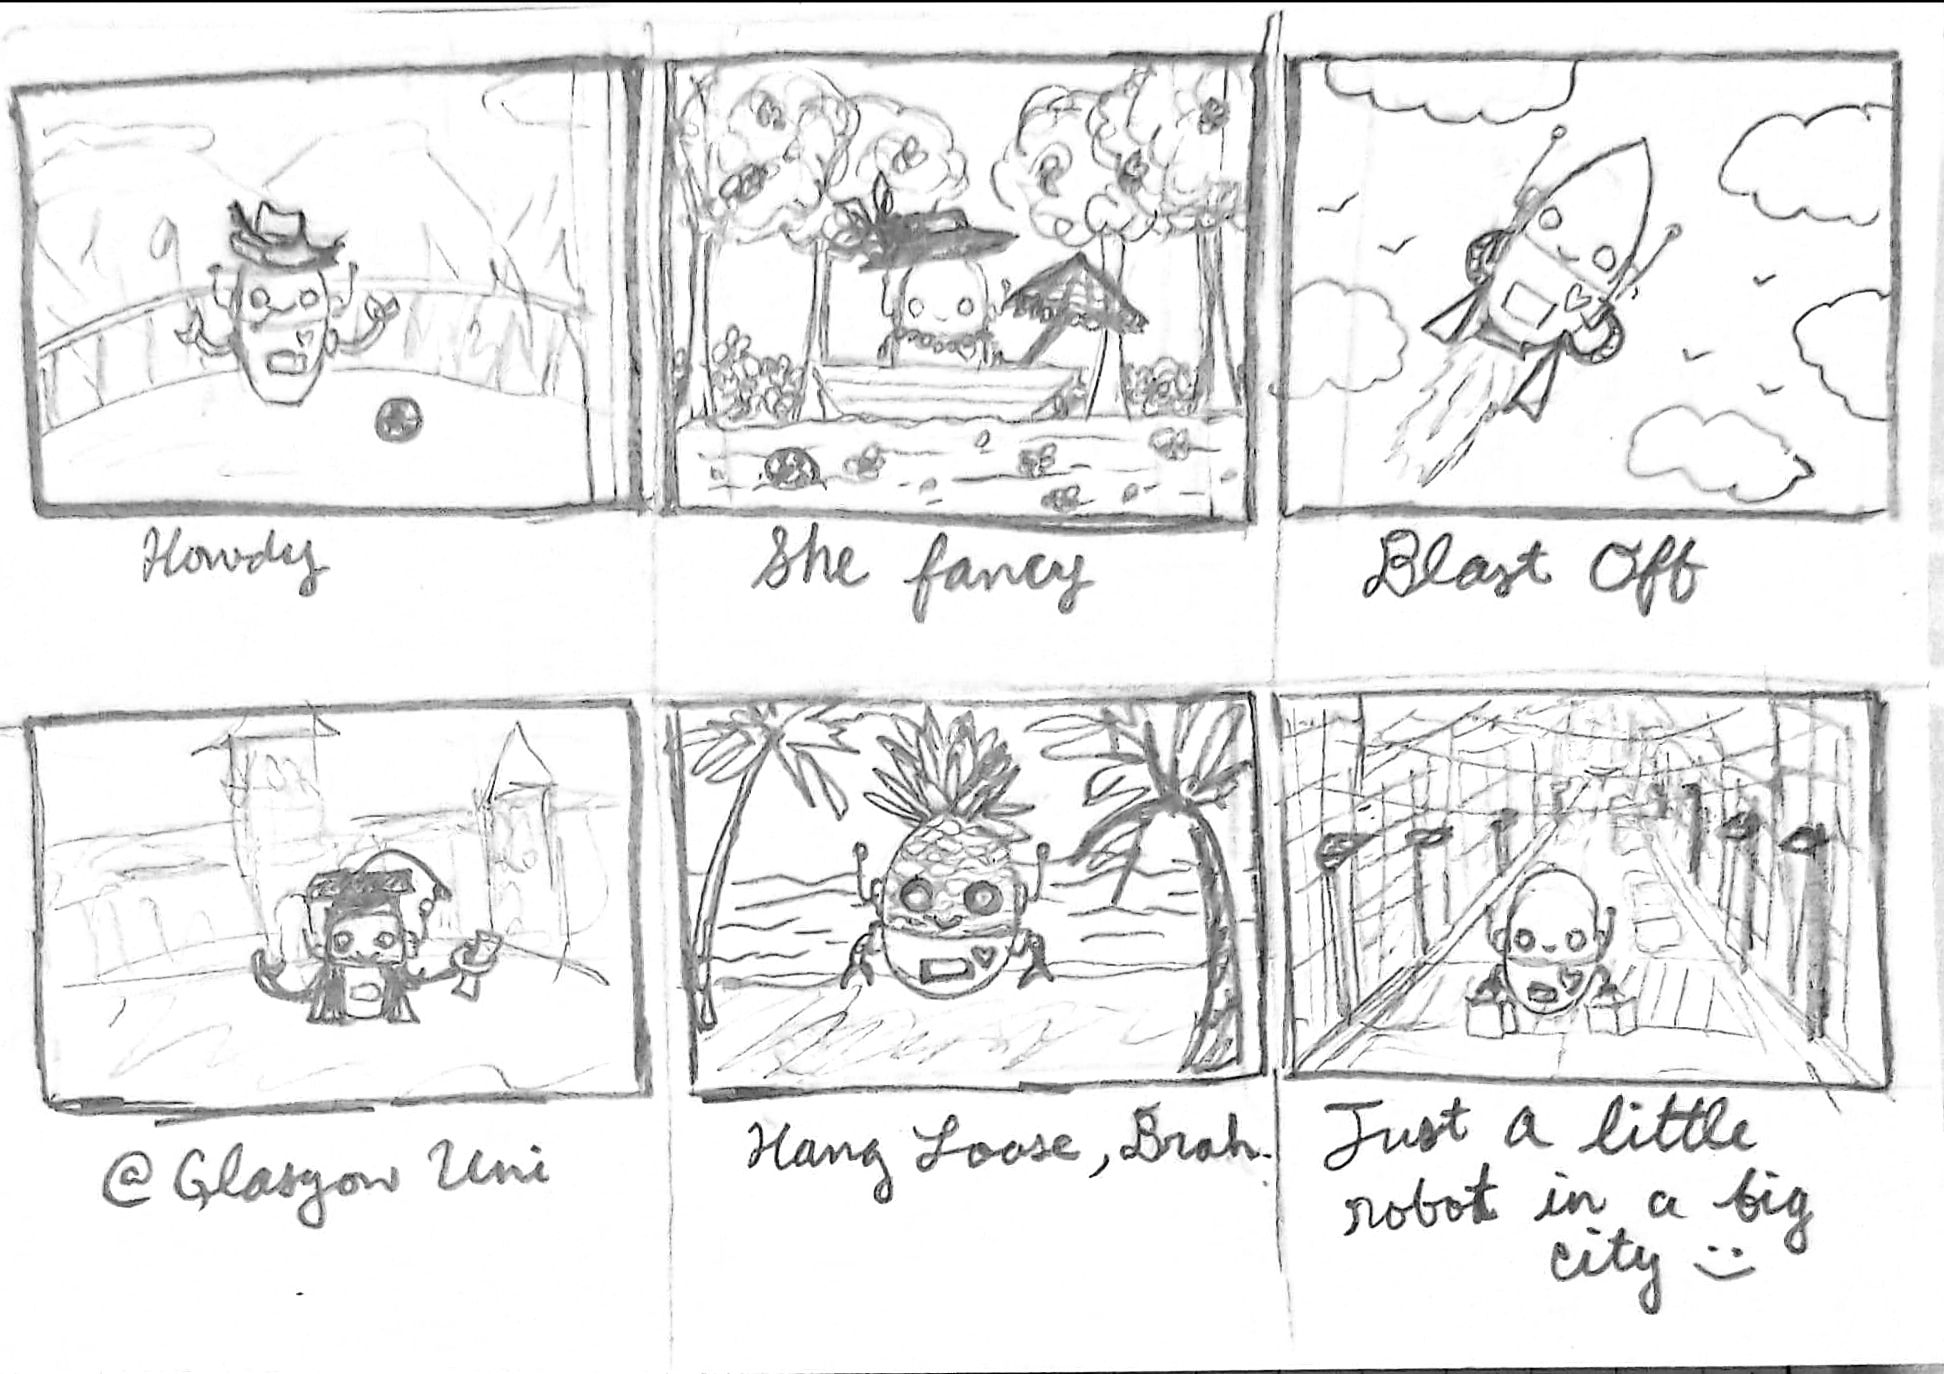 Howdy
She fancy
Blast Off
@ Glasgow Uni
Hang Loose, Brah.
Just a little
robot in a big
city :)